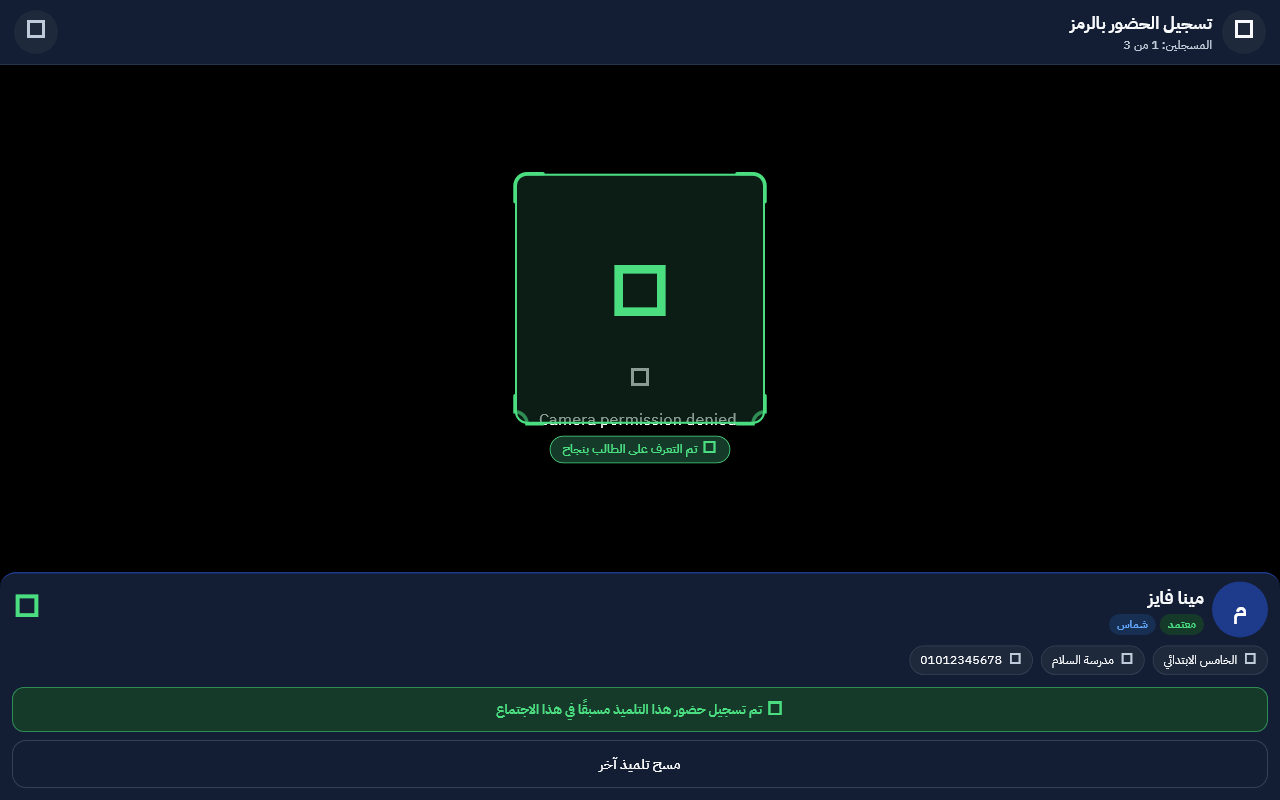 تسجيل الحضور بالرمز
المسجلين: 1 من 3
Camera permission denied
تم التعرف على الطالب بنجاح
م
مينا فايز
معتمد
شماس
الخامس الابتدائي
مدرسة السلام
01012345678
تم تسجيل حضور هذا التلميذ مسبقًا في هذا الاجتماع
مسح تلميذ آخر